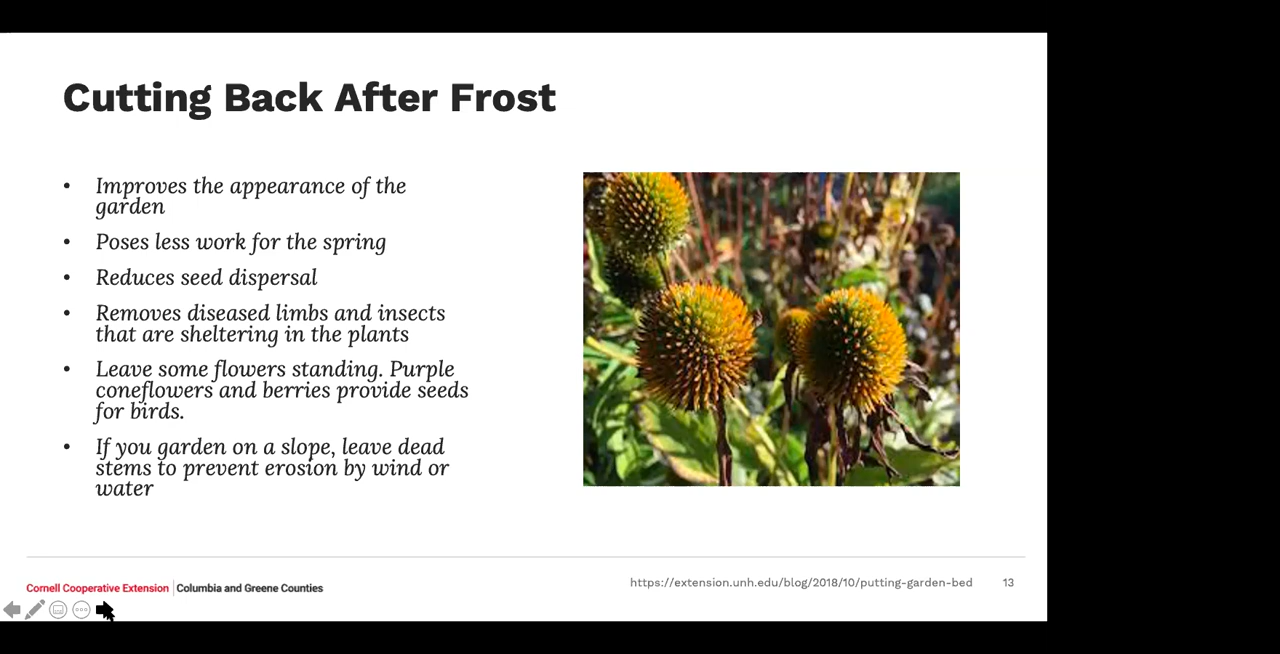 Cutting Back After Frost
• Improves the appearance of the
garden
• Poses less work for the spring
• Reduces seed dispersal
• Removes diseased limbs and insects
that are sheltering in the plants
• Leave some flowers standing. Purple
coneflowers and berries provide seeds
for birds.
• If you garden on a slope, leave dead
stems to prevent erosion by wind or
water
Cornell Cooperative Extension | Columbia and Greene Counties
https://extension.unh.edu/blog/2018/10/putting-garden-bed
13